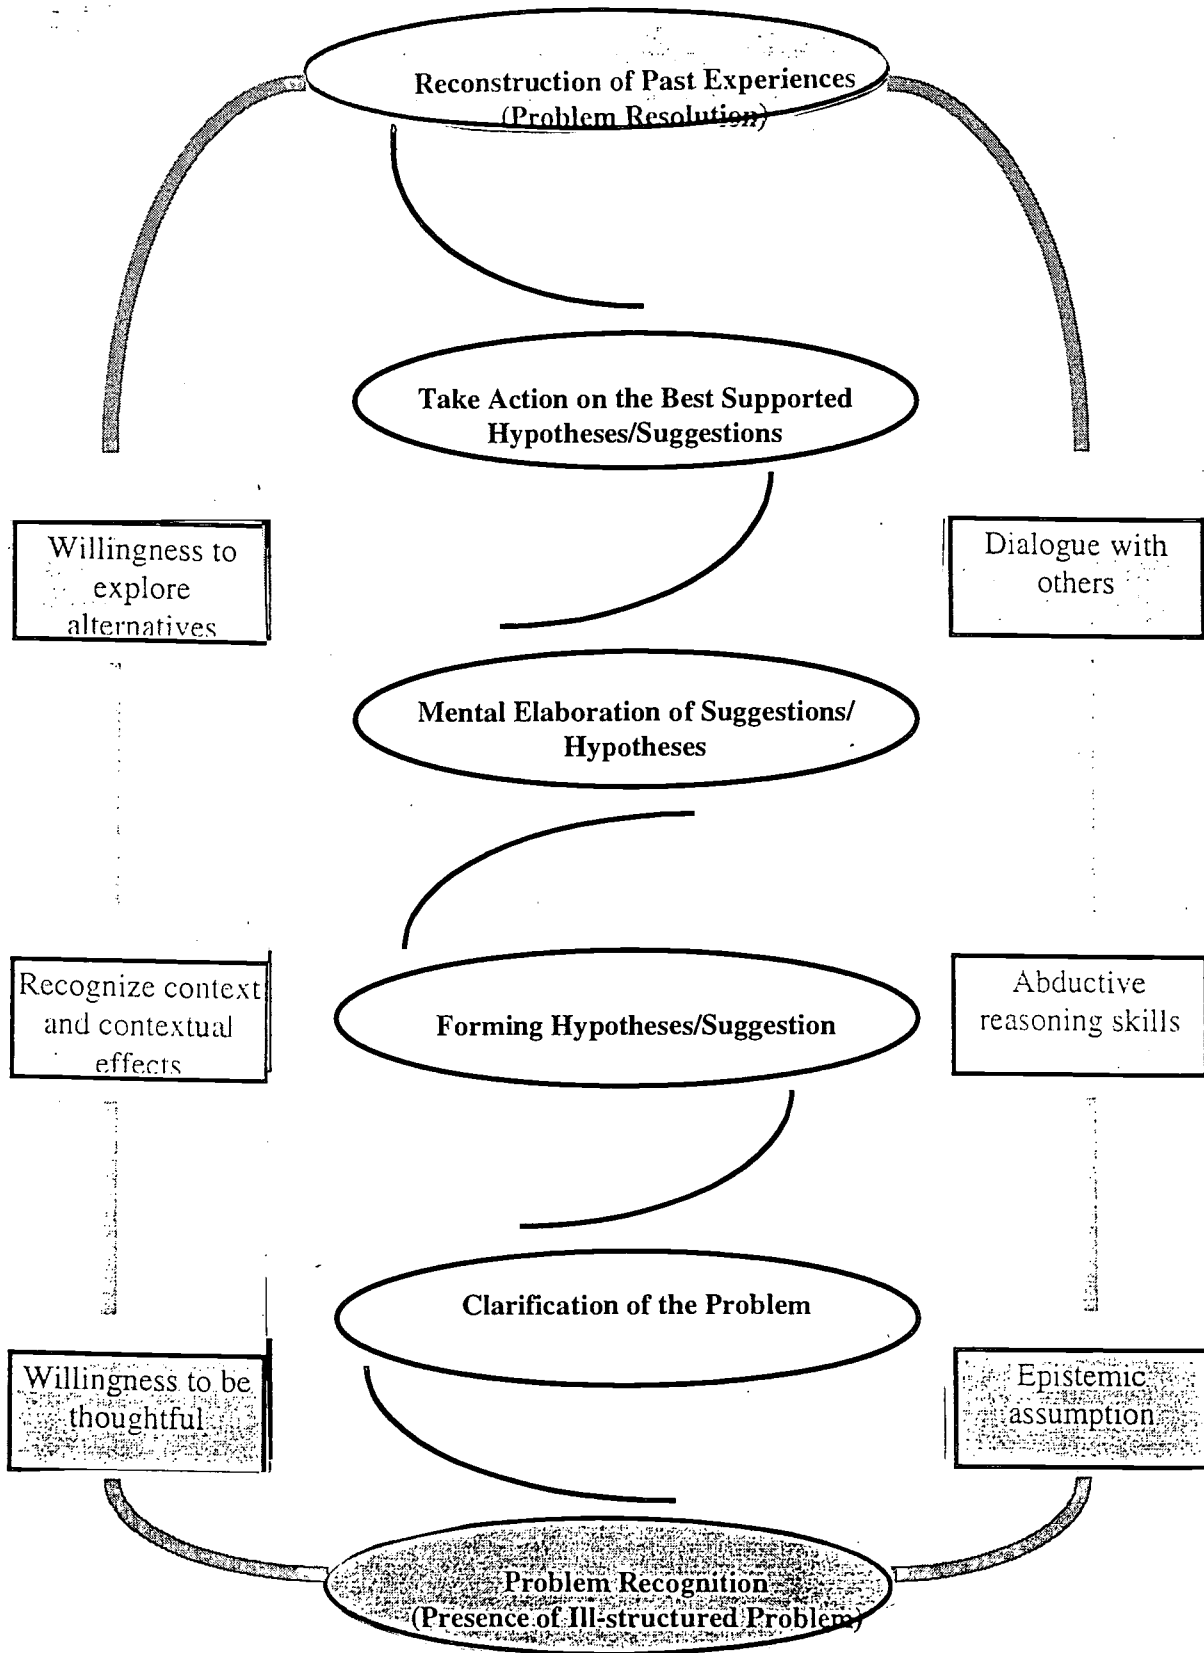 Reconstruction of Past Experiences
(Problem Resolution)
Take Action on the Best Supported
Hypotheses/Suggestions
Willingness to
explore
alternatives
Dialogue with
others
Mental Elaboration of Suggestions/
Hypotheses
Recognize context
and contextual
effects
Forming Hypotheses/Suggestion
Abductive
reasoning skills
Clarification of the Problem
Willingness to be
thoughtful
Epistemic
assumption
Problem Recognition
(Presence of Ill-structured Problem)